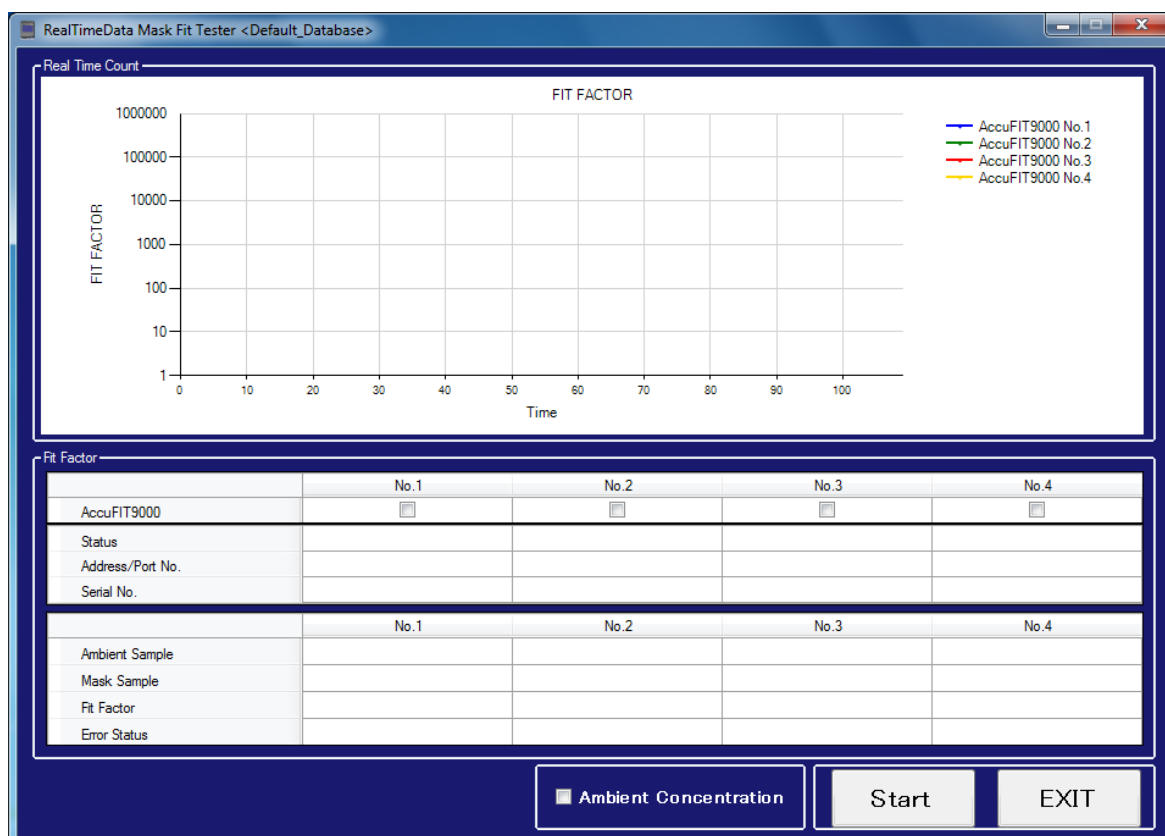 RealTimeData Mask Fit Tester <Default_Database>
Real Time Count
FIT FACTOR
1000000
100000
10000
1000
100
10
1
FIT FACTOR
0 10 20 30 40 50 60 70 80 90 100
Time
AccuFIT9000 No.1
AccuFIT9000 No.2
AccuFIT9000 No.3
AccuFIT9000 No.4
Fit Factor
No.1 No.2 No.3 No.4
AccuFIT9000
Status
Address/Port No.
Serial No.
No.1 No.2 No.3 No.4
Ambient Sample
Mask Sample
Fit Factor
Error Status
Ambient Concentration
Start
EXIT